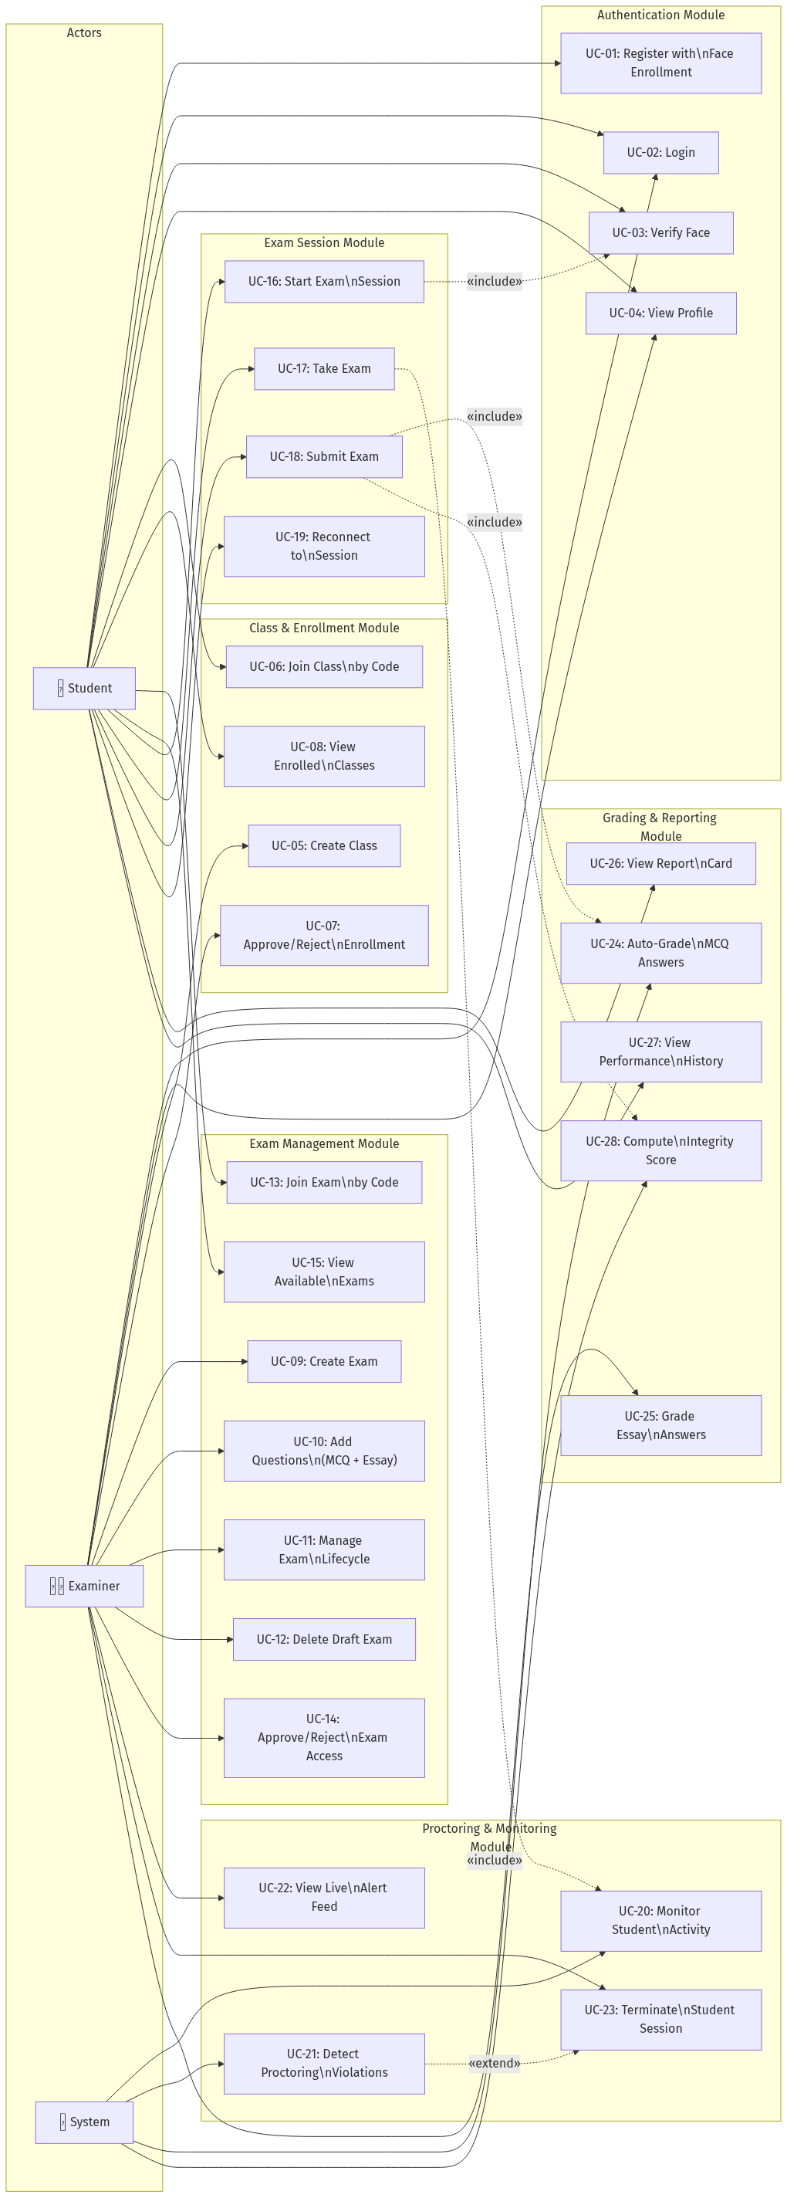 Actors
Student
Examiner
System
Authentication Module
UC-01: Register with\nFace
Enrollment
UC-02: Login
UC-03: Verify Face
UC-04: View Profile
Exam Session Module
UC-16: Start Exam\nSession
«include»
UC-17: Take Exam
«include»
UC-18: Submit Exam
«include»
UC-19: Reconnect
to\nSession
Class & Enrollment Module
UC-06: Join Class\nby Code
UC-08: View
Enrolled\nClasses
UC-05: Create Class
UC-07:
Approve/Reject\nEnrollment
Grading & Reporting
Module
UC-26: View Report\nCard
UC-24: Auto-Grade\nMCQ
Answers
UC-27: View
Performance\nHistory
UC-28: Compute\nIntegrity
Score
UC-25: Grade
Essay\nAnswers
Exam Management Module
UC-13: Join Exam\nby Code
UC-15: View
Available\nExams
UC-09: Create Exam
UC-10: Add
Questions\n(MCQ + Essay)
UC-11: Manage
Exam\nLifecycle
UC-12: Delete Draft Exam
UC-14:
Approve/Reject\nExam
Access
Proctoring & Monitoring
Module
«include»
UC-22: View Live\nAlert
Feed
UC-20: Monitor
Student\nActivity
UC-23: Terminate\nStudent
Session
UC-21: Detect
Proctoring\nViolations
«extend»